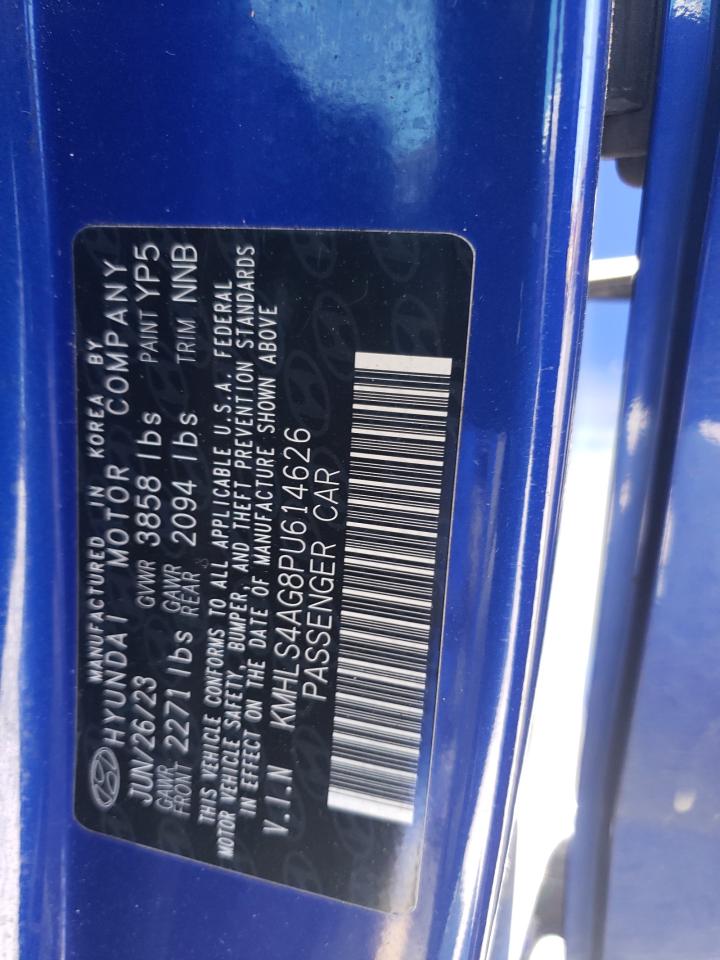 MANUFACTURED IN KOREA BY
HYUNDAI MOTOR COMPANY
JUN/26/23 GVWR 3858 lbs PAINT YP5
GAWR FRONT 2271 lbs GAWR REAR 2094 lbs TRIM NNB
THIS VEHICLE CONFORMS TO ALL APPLICABLE U.S.A. FEDERAL
MOTOR VEHICLE SAFETY, BUMPER, AND THEFT PREVENTION STANDARDS
IN EFFECT ON THE DATE OF MANUFACTURE SHOWN ABOVE
V.I.N KMHLS4AG8PU614626
PASSENGER CAR